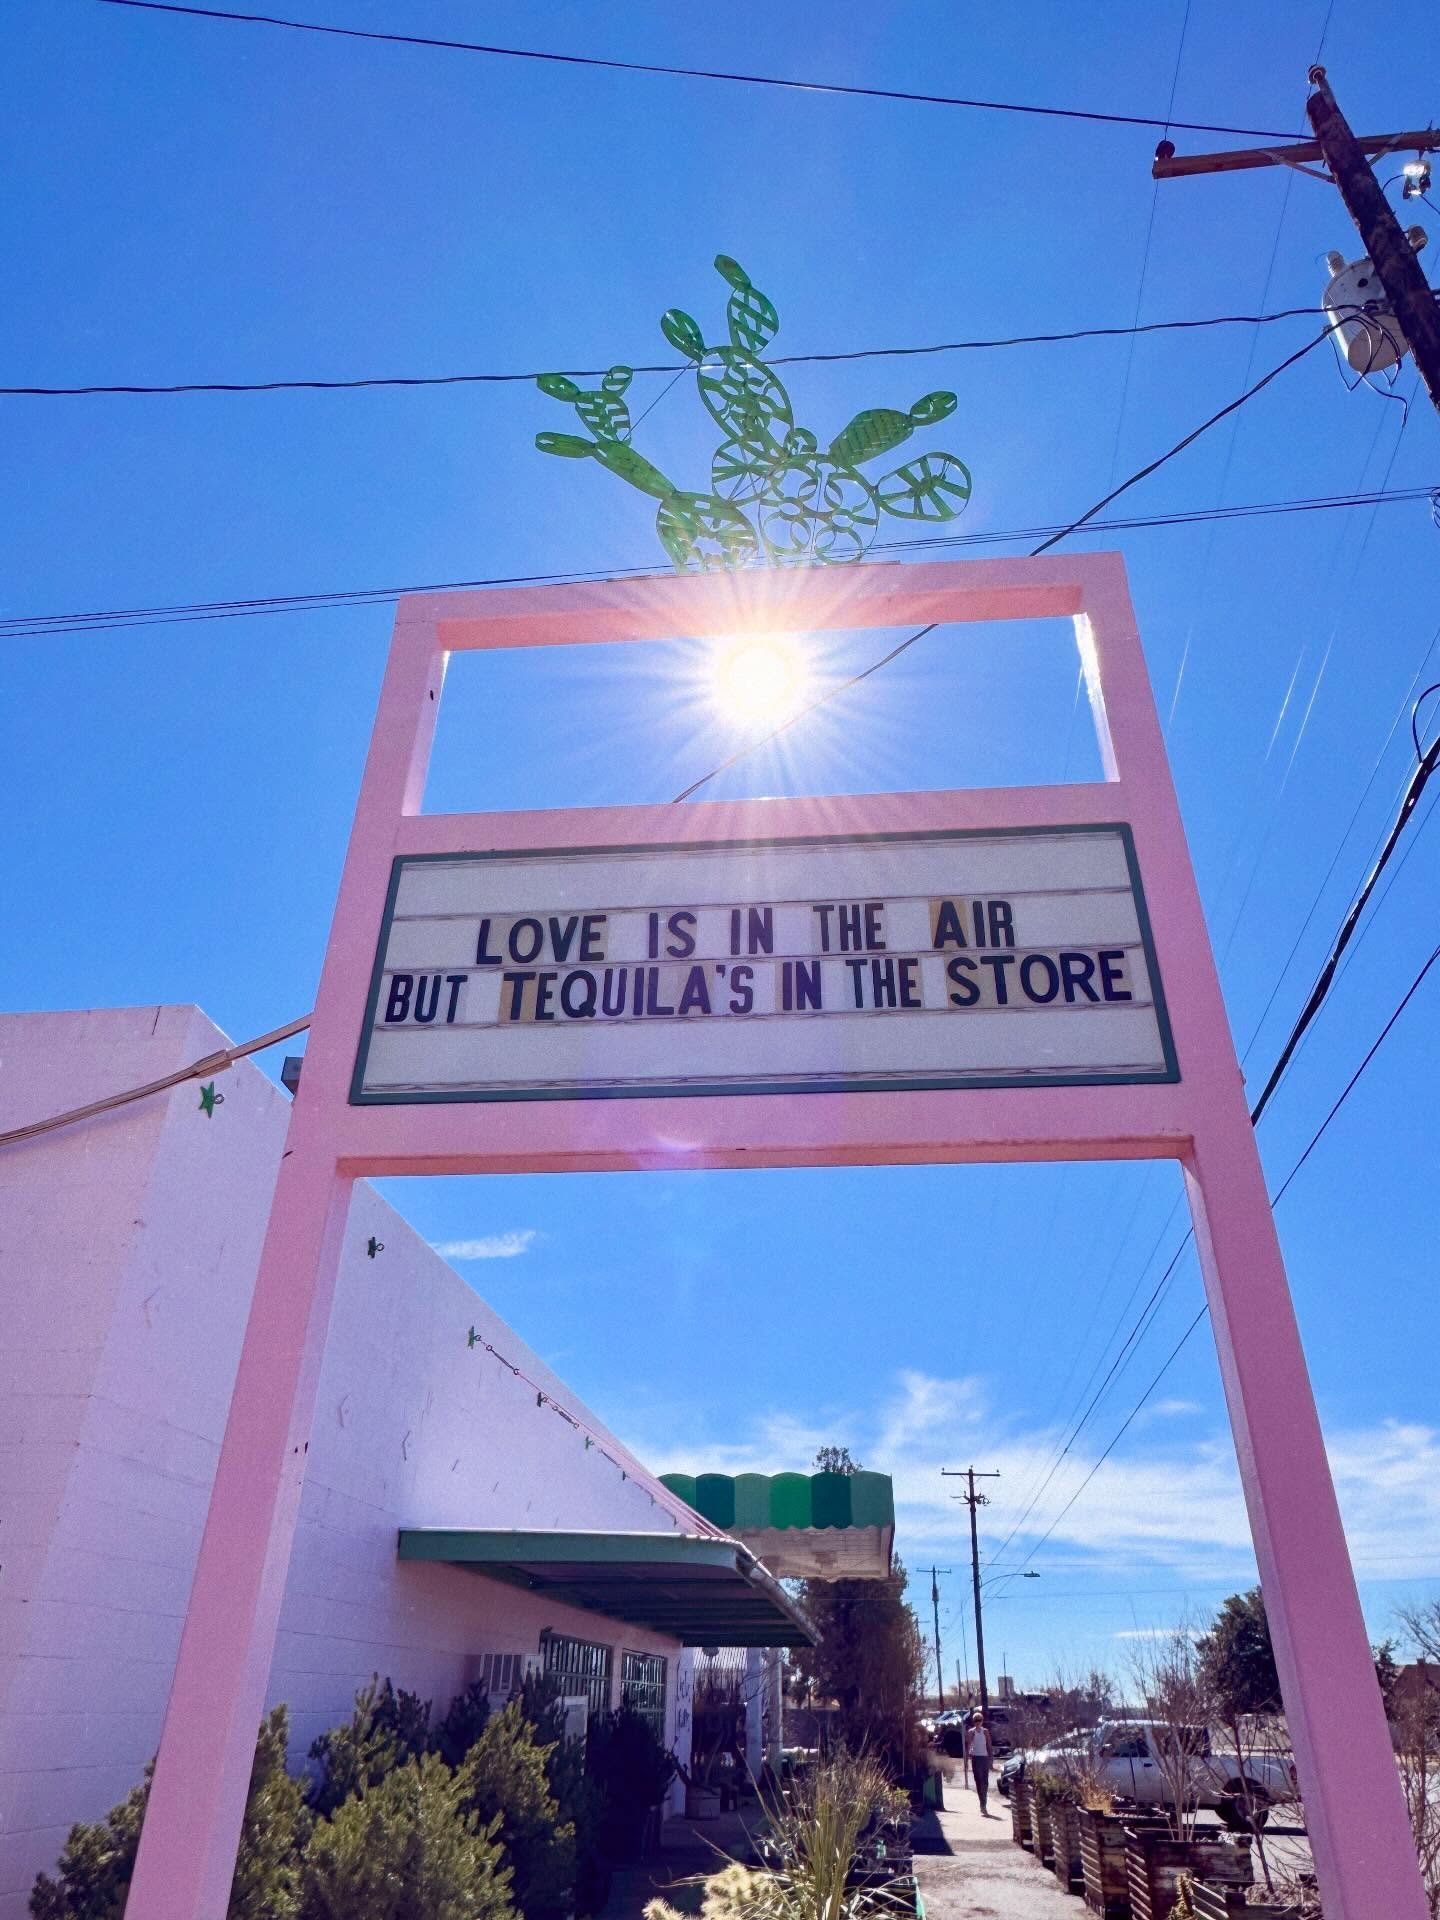 LOVE IS IN THE AIR
BUT TEQUILA'S IN THE STORE